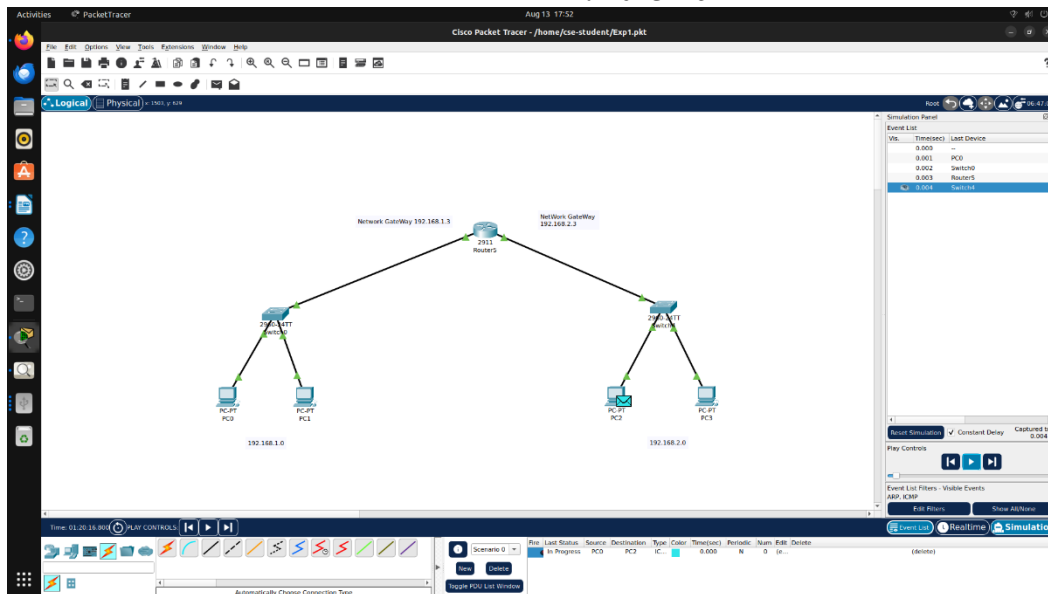 Activities PacketTracer Aug 13 17:52
Cisco Packet Tracer - /home/cse-student/Exp1.pkt
File Edit Options View Tools Extensions Window Help
Logical Physical x: 1503, y: 629 Root
Simulation Panel
Event List
Vis. Time(sec) Last Device
0.000 --
0.001 PC0
0.002 Switch0
0.003 Router5
0.004 Switch4
Network GateWay 192.168.1.3
NetWork GateWay
192.168.2.3
2911
Router5
PC-PT
PC0
PC-PT
PC1
PC-PT
PC2
PC-PT
PC3
192.168.1.0
192.168.2.0
Reset Simulation Constant Delay Captured to
0.004
Play Controls
Event List Filters - Visible Events
ARP, ICMP
Edit Filters Show All/None
Time: 01:20:16.800 PLAY CONTROLS:
Event List Realtime Simulatio
Scenario 0
New Delete
Toggle PDU List Window
Fire Last Status Source Destination Type Color Time(sec) Periodic Num Edit Delete
In Progress PC0 PC2 IC... 0.000 N 0 (e... (delete)
Automatically Choose Connection Type